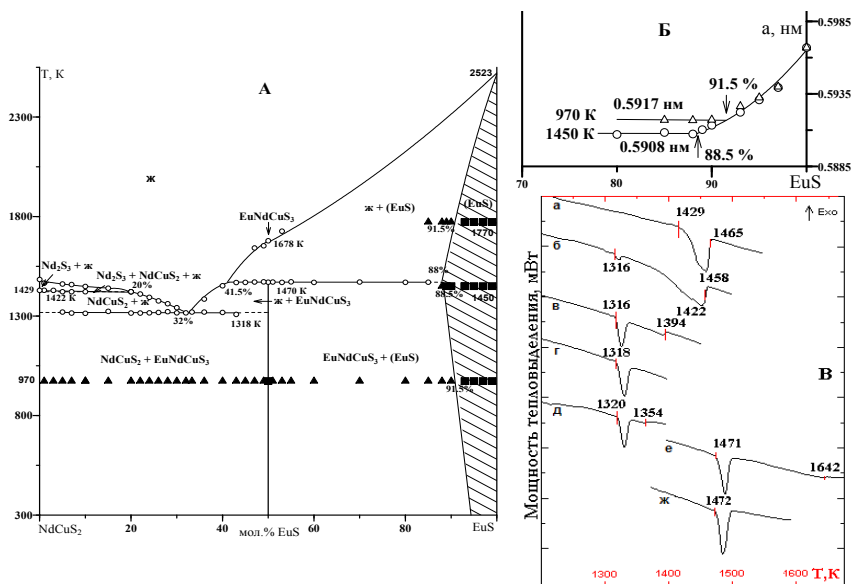 Т, К
А
2523
2300
ж
EuNdCuS₃
ж + (EuS)
(EuS)
1800
91.5%
1770
1678 К
Nd₂S₃ + ж
Nd₂S₃ + NdCuS₂ + ж
88%
1429
1422 К
20%
NdCuS₂ + ж
41.5%
1470 К
88.5%
1450
ж + EuNdCuS₃
1300
32%
1318 К
NdCuS₂ + EuNdCuS₃
EuNdCuS₃ + (EuS)
970
91.5%
800
300
0
20
40
60
80
NdCuS₂
мол.% EuS
EuS
Б
а, нм
0.5985
91.5 %
0.5935
0.5917 нм
970 К
1450 К
0.5908 нм
88.5 %
0.5885
70
80
90
EuS
Мощность тепловыделения, мВт
В
↑ Exo
а
1429
1465
б
1316
1458
1422
в
1316
1394
г
1318
д
1320
1354
е
1471
1642
ж
1472
1300
1400
1500
1600
Т,К